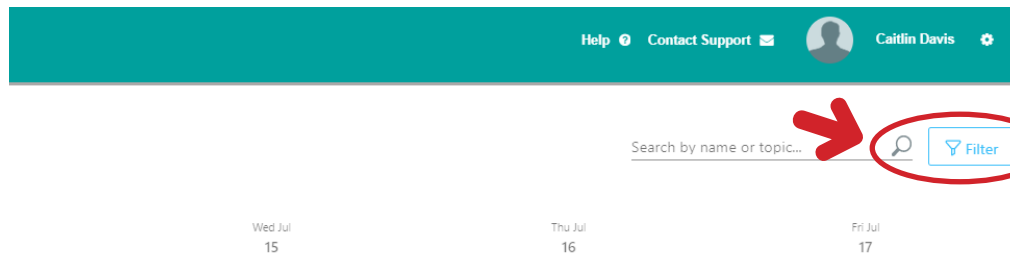 Help ? Contact Support Caitlin Davis
Search by name or topic... Filter
Wed Jul Thu Jul Fri Jul
15 16 17